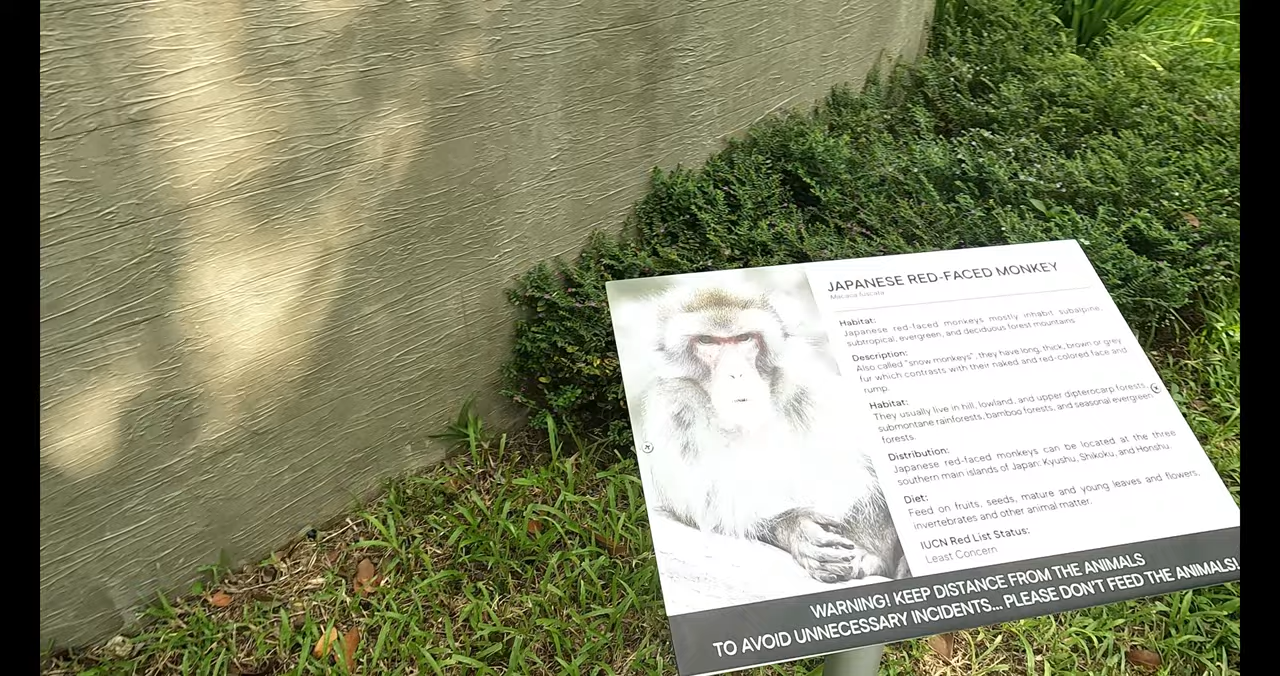 JAPANESE RED-FACED MONKEY
Macaca fuscata
Habitat:
Japanese red-faced monkeys mostly inhabit subalpine,
subtropical, evergreen, and deciduous forest mountains.
Description:
Also called "snow monkeys", they have long, thick, brown or grey
fur which contrasts with their naked and red-colored face and
rump.
Habitat:
They usually live in hill, lowland, and upper dipterocarp forests,
submontane rainforests, bamboo forests, and seasonal evergreen
forests.
Distribution:
Japanese red-faced monkeys can be located at the three
southern main islands of Japan: Kyushu, Shikoku, and Honshu.
Diet:
Feed on fruits, seeds, mature and young leaves and flowers,
invertebrates and other animal matter.
IUCN Red List Status:
Least Concern
WARNING! KEEP DISTANCE FROM THE ANIMALS
TO AVOID UNNECESSARY INCIDENTS... PLEASE DON'T FEED THE ANIMALS!